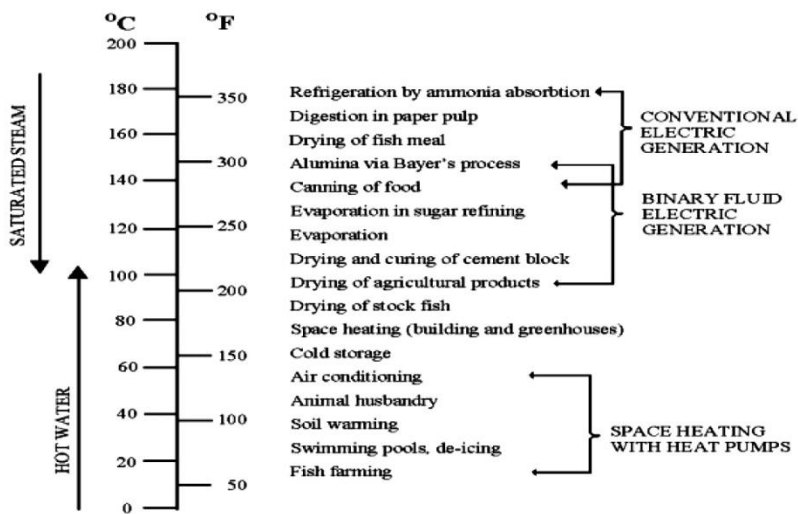 °C
°F
200
180
160
140
120
100
80
60
40
20
0
350
300
250
200
150
100
50
SATURATED STEAM
HOT WATER
Refrigeration by ammonia absorbtion
Digestion in paper pulp
Drying of fish meal
Alumina via Bayer's process
Canning of food
Evaporation in sugar refining
Evaporation
Drying and curing of cement block
Drying of agricultural products
Drying of stock fish
Space heating (building and greenhouses)
Cold storage
Air conditioning
Animal husbandry
Soil warming
Swimming pools, de-icing
Fish farming
CONVENTIONAL
ELECTRIC
GENERATION
BINARY FLUID
ELECTRIC
GENERATION
SPACE HEATING
WITH HEAT PUMPS